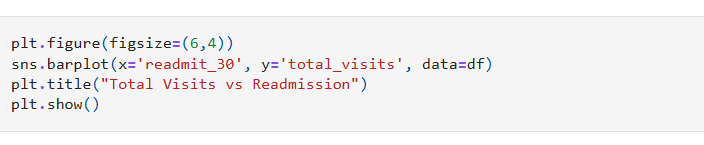 plt.figure(figsize=(6,4))
sns.barplot(x='readmit_30', y='total_visits', data=df)
plt.title("Total Visits vs Readmission")
plt.show()